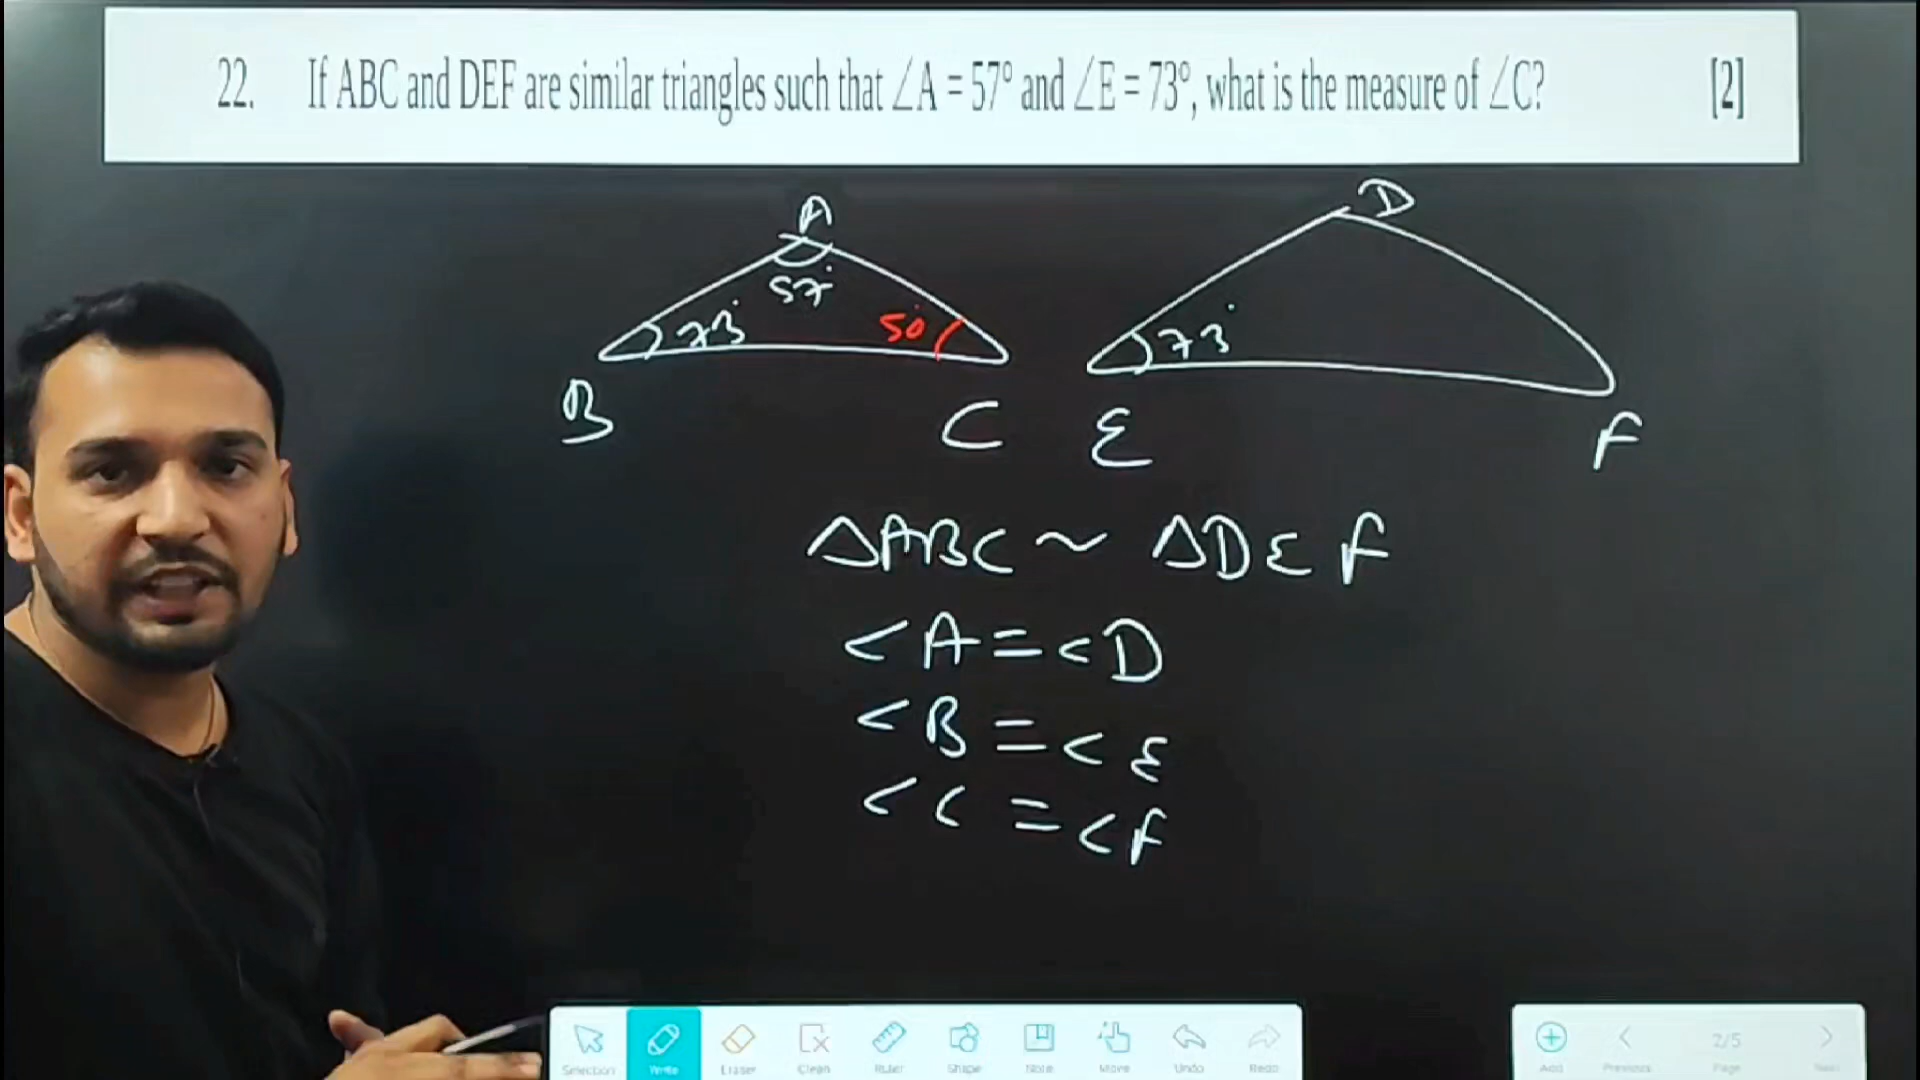 22. If ABC and DEF are similar triangles such that ∠A = 57° and ∠E = 73°, what is the measure of ∠C? [2]
A
D
57°
73°
50°
73°
B
C
E
F
△ABC ~ △DEF
<A = <D
<B = <E
<C = <F
Selection Write Eraser Clean Ruler Shape Note Move Undo Redo
Add Previous 2/5 Page Next